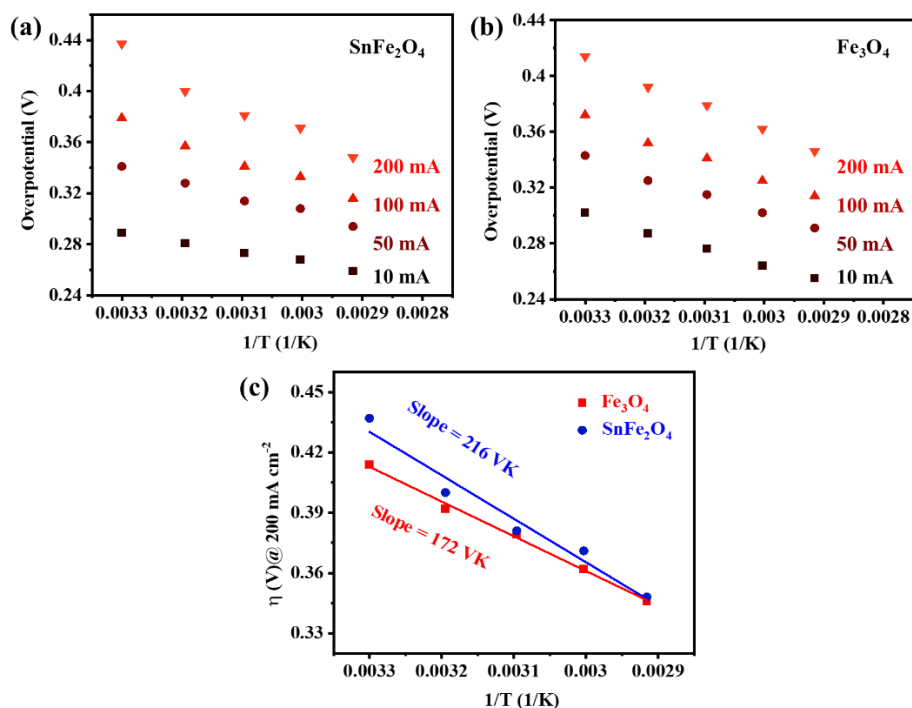 (a)
SnFe₂O₄
Overpotential (V)
0.44
0.4
0.36
0.32
0.28
0.24
200 mA
100 mA
50 mA
10 mA
0.0033 0.0032 0.0031 0.003 0.0029 0.0028
1/T (1/K)
(b)
Fe₃O₄
Overpotential (V)
0.44
0.4
0.36
0.32
0.28
0.24
200 mA
100 mA
50 mA
10 mA
0.0033 0.0032 0.0031 0.003 0.0029 0.0028
1/T (1/K)
(c)
η (V)@ 200 mA cm⁻²
0.45
0.42
0.39
0.36
0.33
Fe₃O₄
SnFe₂O₄
Slope = 216 VK
Slope = 172 VK
0.0033 0.0032 0.0031 0.003 0.0029
1/T (1/K)